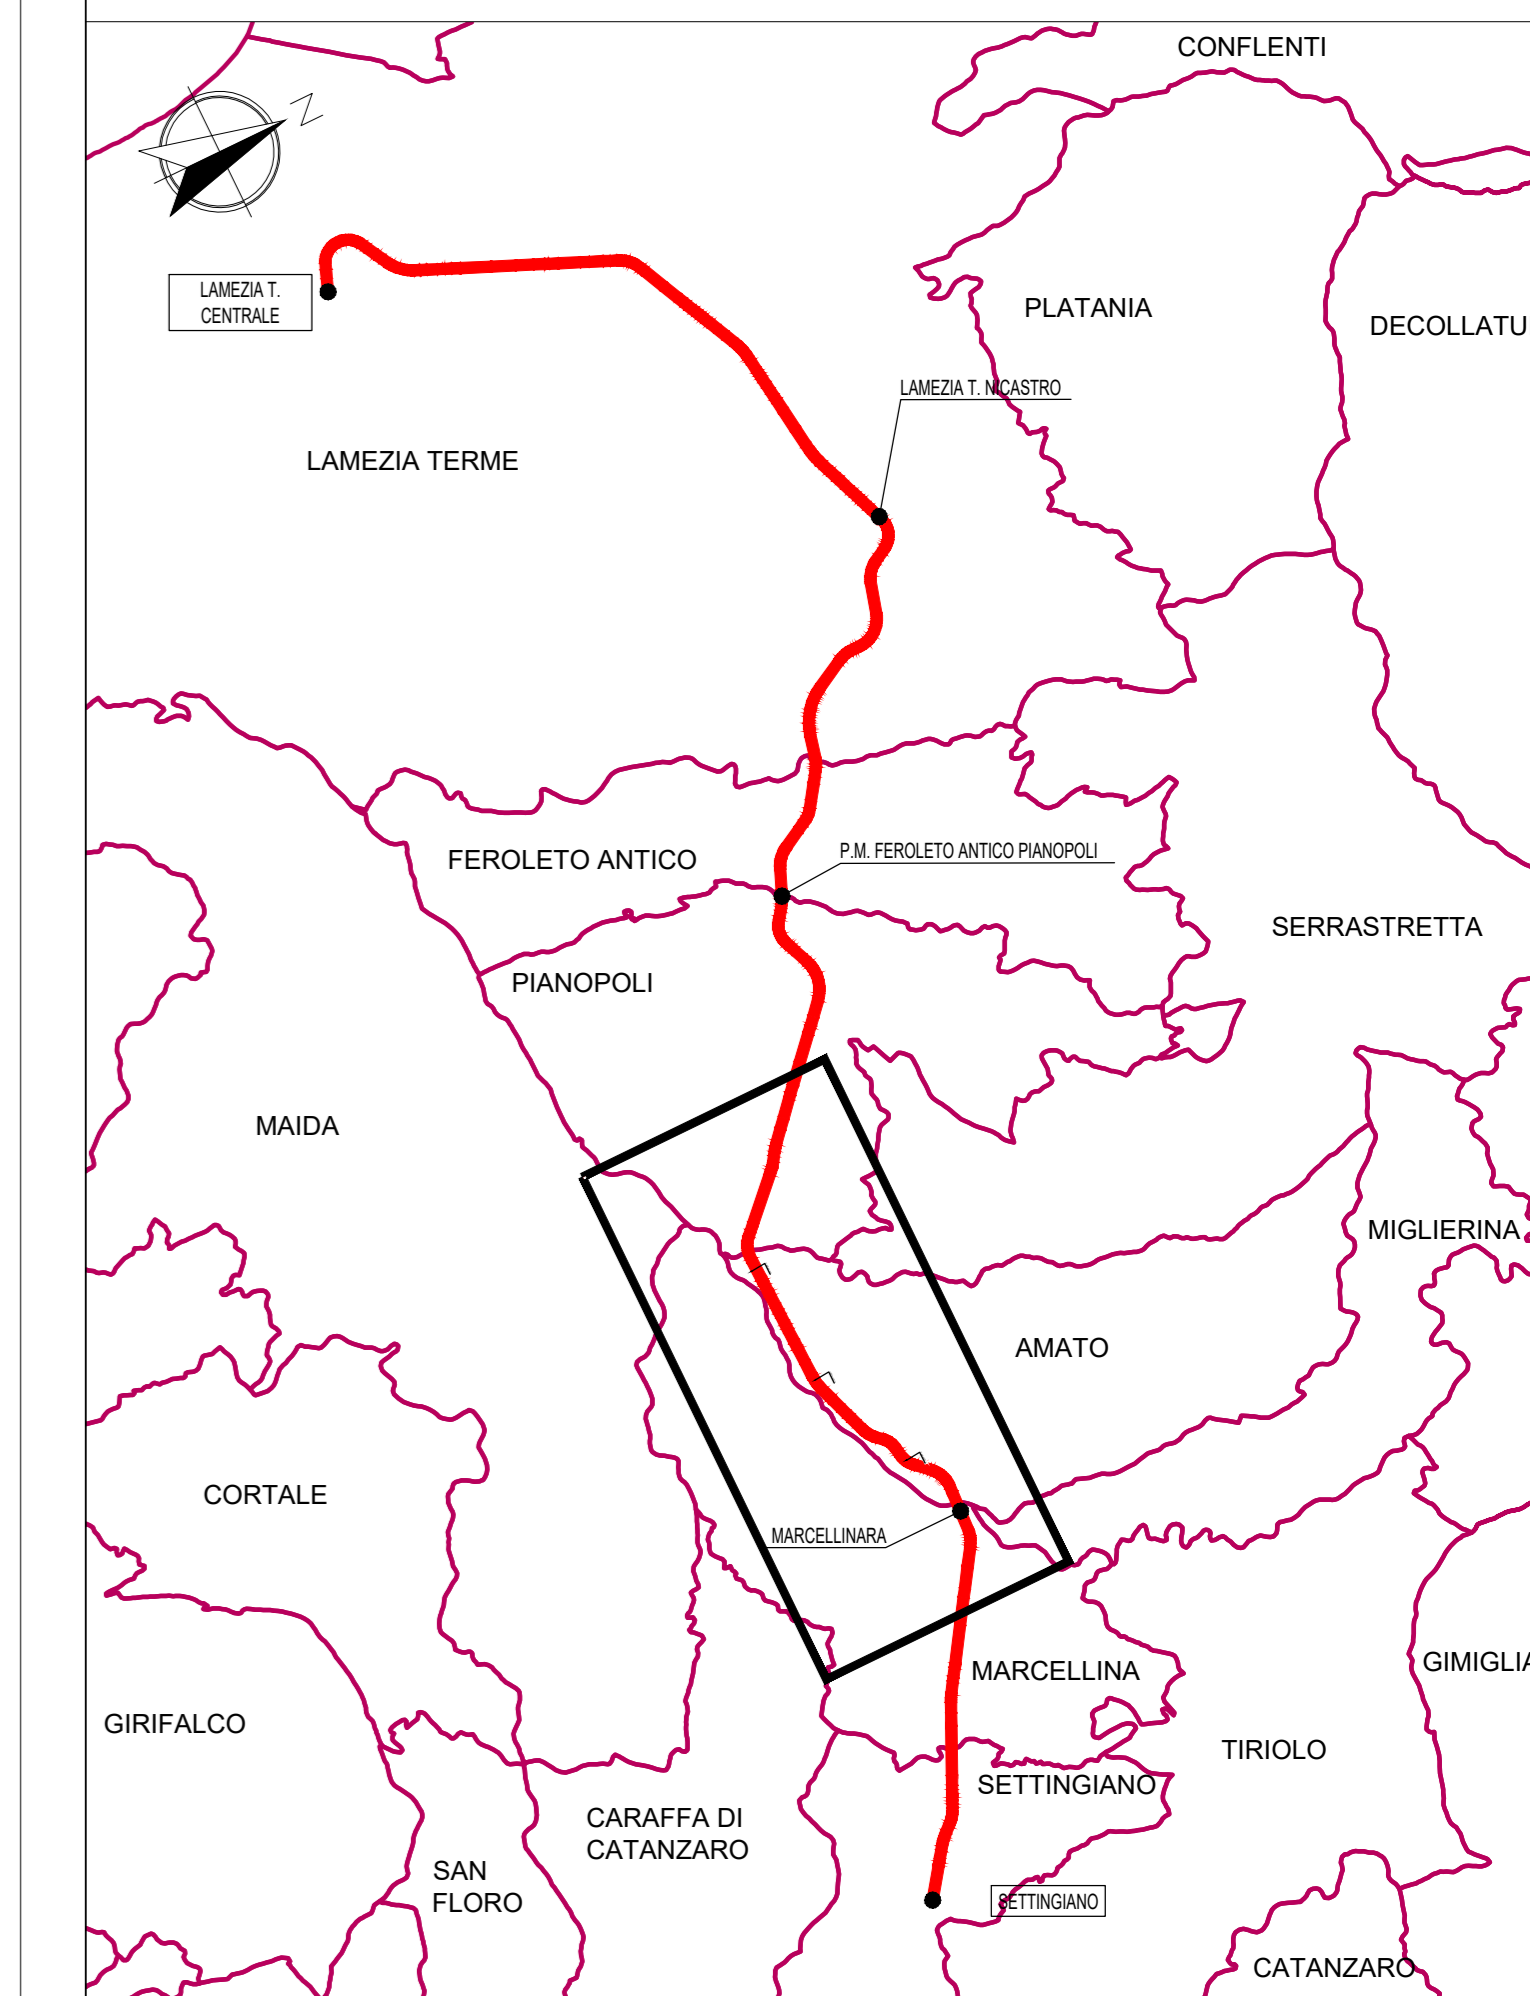 CONFLENTI
N
LAMEZIA T.
CENTRALE
PLATANIA
DECOLLATU
LAMEZIA T. NICASTRO
LAMEZIA TERME
FEROLETO ANTICO
P.M. FEROLETO ANTICO PIANOPOLI
SERRASTRETTA
PIANOPOLI
MAIDA
MIGLIERINA
AMATO
CORTALE
MARCELLINARA
MARCELLINA
GIMIGLIA
GIRIFALCO
TIRIOLO
SETTINGIANO
CARAFFA DI
CATANZARO
SAN
FLORO
SETTINGIANO
CATANZARO